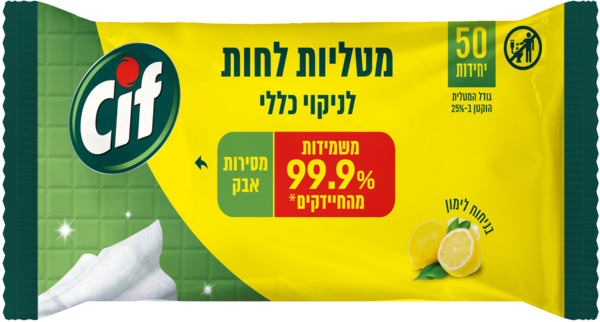 Cif
מטליות לחות
לניקוי כללי
50
יחידות
גודל המטלית
הוקטן ב-25%
משמידות
99.9%
מהחיידקים*
מסירות
אבק
בניחוח לימון